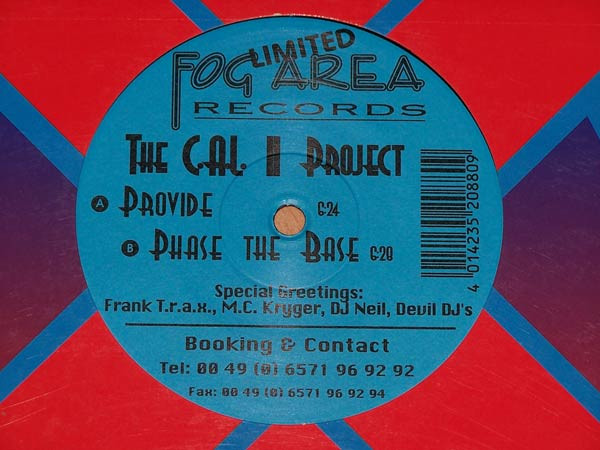 LIMITED
FOG AREA
RECORDS
THE C.A.L. II PROJECT
A PROVIDE 6:24
B PHASE THE BASE 6:20
4 014235 208809
Special Greetings:
Frank T.r.a.x., M.C. Kryger, DJ Neil, Devil DJ's
Booking & Contact
Tel: 00 49 (0) 6571 96 92 92
Fax: 00 49 (0) 6571 96 92 94